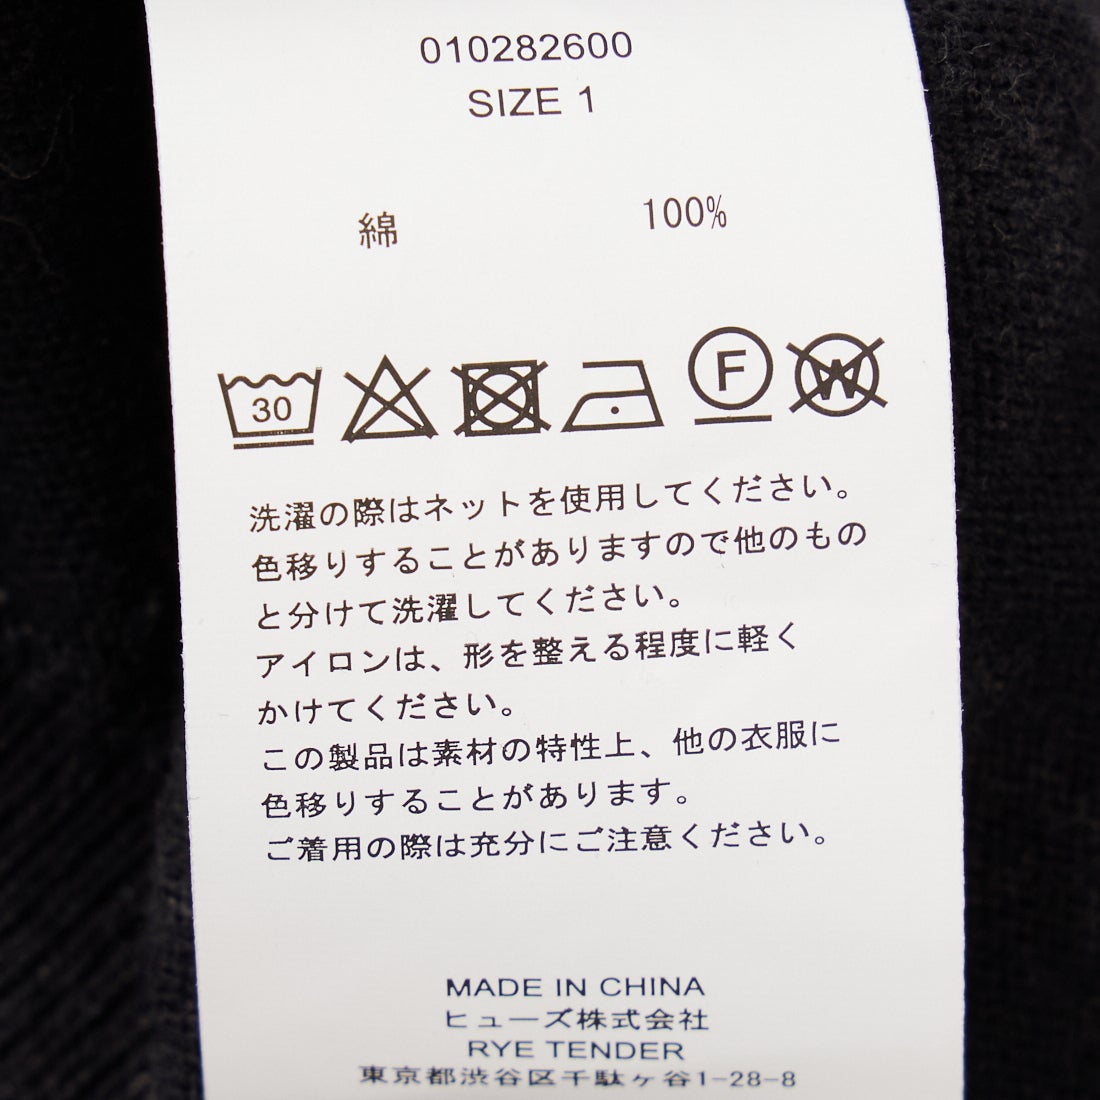 010282600
SIZE 1
綿 100%
30 F W
洗濯の際はネットを使用してください。
色移りすることがありますので他のもの
と分けて洗濯してください。
アイロンは、形を整える程度に軽く
かけてください。
この製品は素材の特性上、他の衣服に
色移りすることがあります。
ご着用の際は充分にご注意ください。
MADE IN CHINA
ヒューズ株式会社
RYE TENDER
東京都渋谷区千駄ヶ谷1-28-8